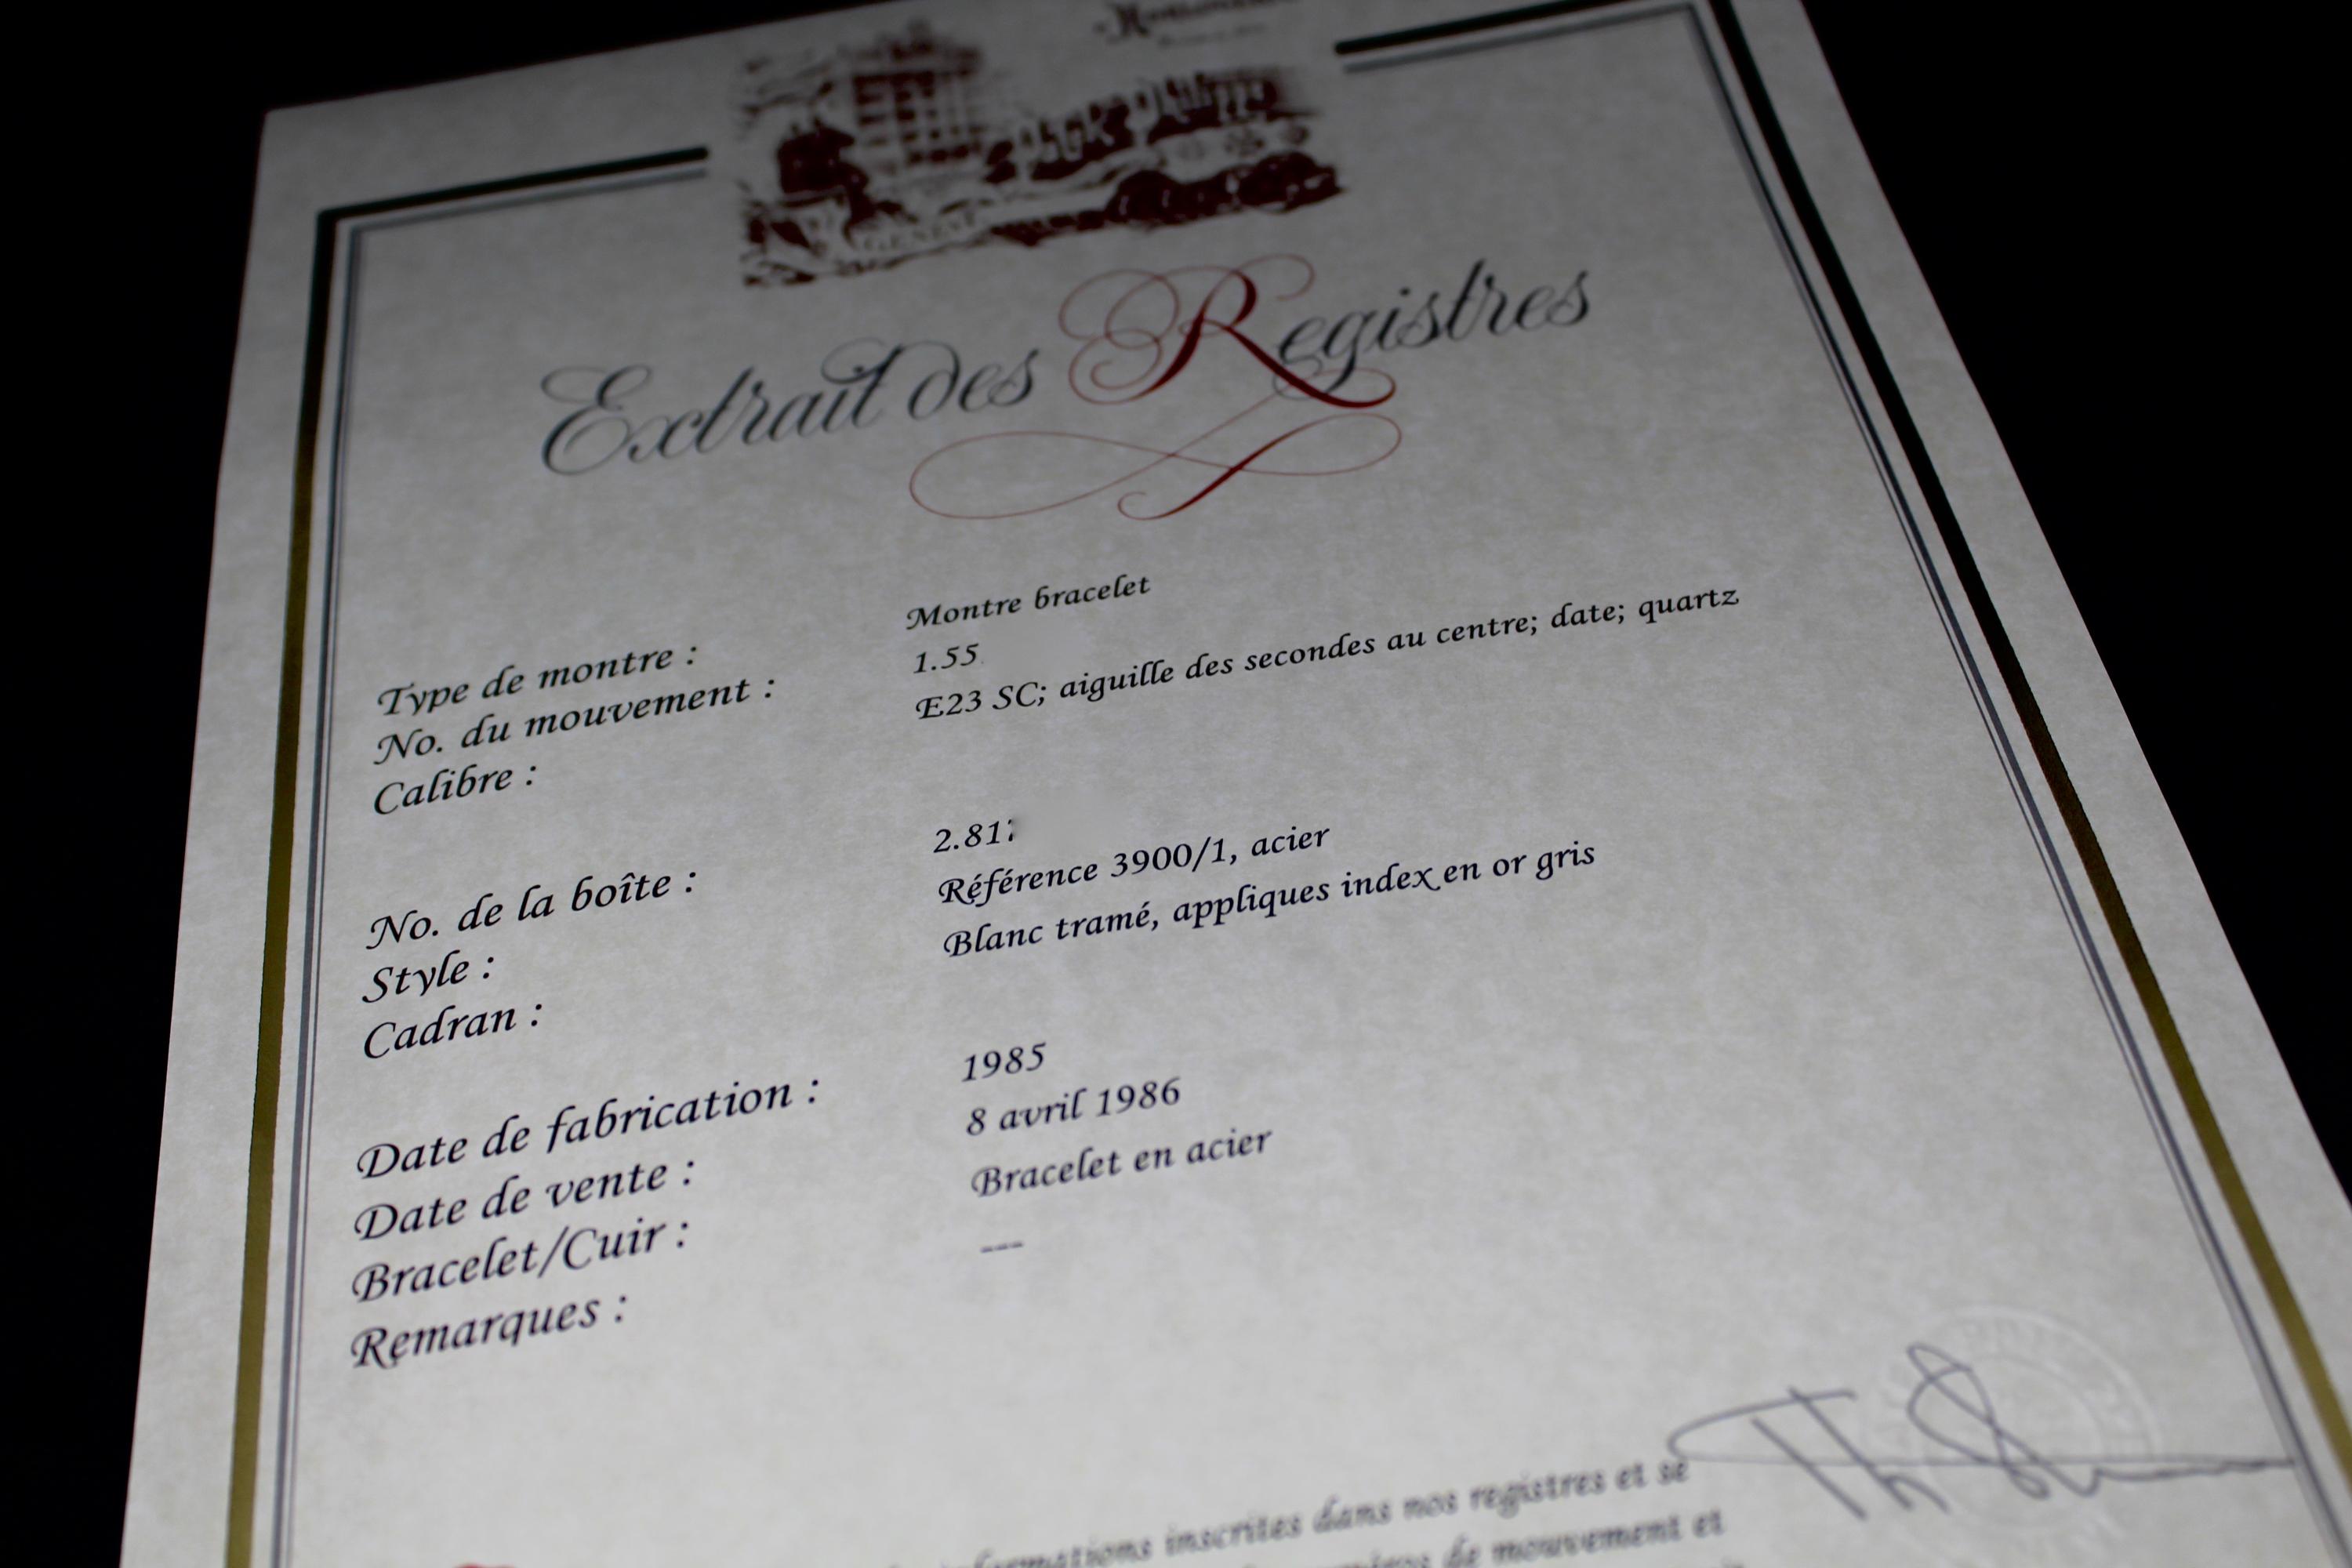 GENEVE
Extrait des Registres
Type de montre : Montre bracelet
No. du mouvement : 1.55
Calibre : E23 SC; aiguille des secondes au centre; date; quartz
No. de la boîte : 2.81
Style : Référence 3900/1, acier
Cadran : Blanc tramé, appliques index en or gris
Date de fabrication : 1985
Date de vente : 8 avril 1986
Bracelet/Cuir : Bracelet en acier
Remarques : ---
inscrites dans nos registres et se
de mouvement et